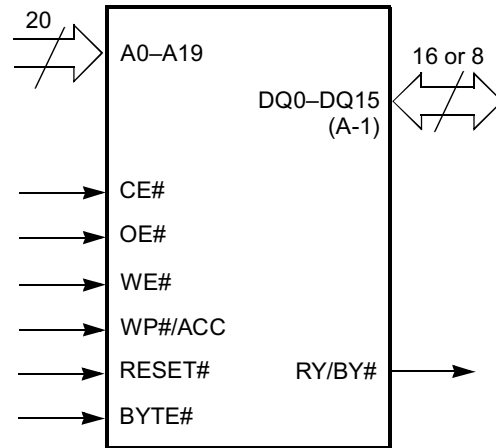 20
A0–A19
16 or 8
DQ0–DQ15
(A-1)
CE#
OE#
WE#
WP#/ACC
RESET#
RY/BY#
BYTE#